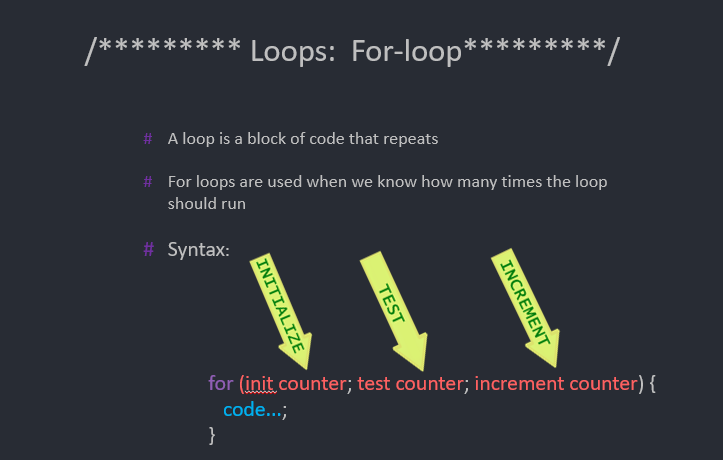 /********* Loops:  For-loop*********/
# A loop is a block of code that repeats
# For loops are used when we know how many times the loop
should run
# Syntax:
INITIALIZE
TEST
INCREMENT
for (init counter; test counter; increment counter) {
code...;
}